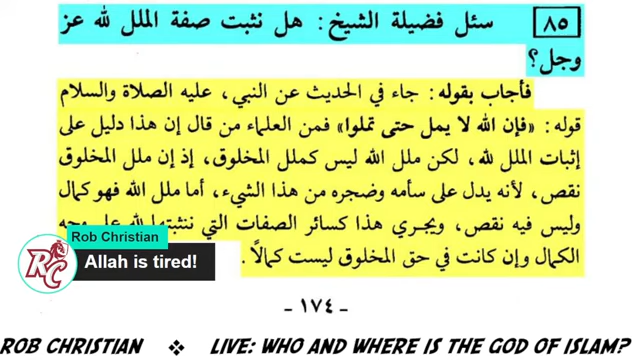 ٨٥ سئل فضيلة الشيخ : هل نثبت صفة الملل لله عز
وجل؟
فأجاب بقوله : جاء في الحديث عن النبي، عليه الصلاة والسلام
قوله : «فإن الله لا يمل حتى تملوا» فمن العلماء من قال إن هذا دليل على
إثبات الملل لله، لكن ملل الله ليس كملل المخلوق، إذ إن ملل المخلوق
نقص، لأنه يدل على سأمه وضجره من هذا الشيء، أما ملل الله فهو كمال
وليس فيه نقص، ويجري هذا كسائر الصفات التي نثبتها لله على وجه
الكمال وإن كانت في حق المخلوق ليست كمالاً .
Rob Christian
RC
Allah is tired!
- ١٧٤ -
ROB CHRISTIAN ❖ LIVE: WHO AND WHERE IS THE GOD OF ISLAM?